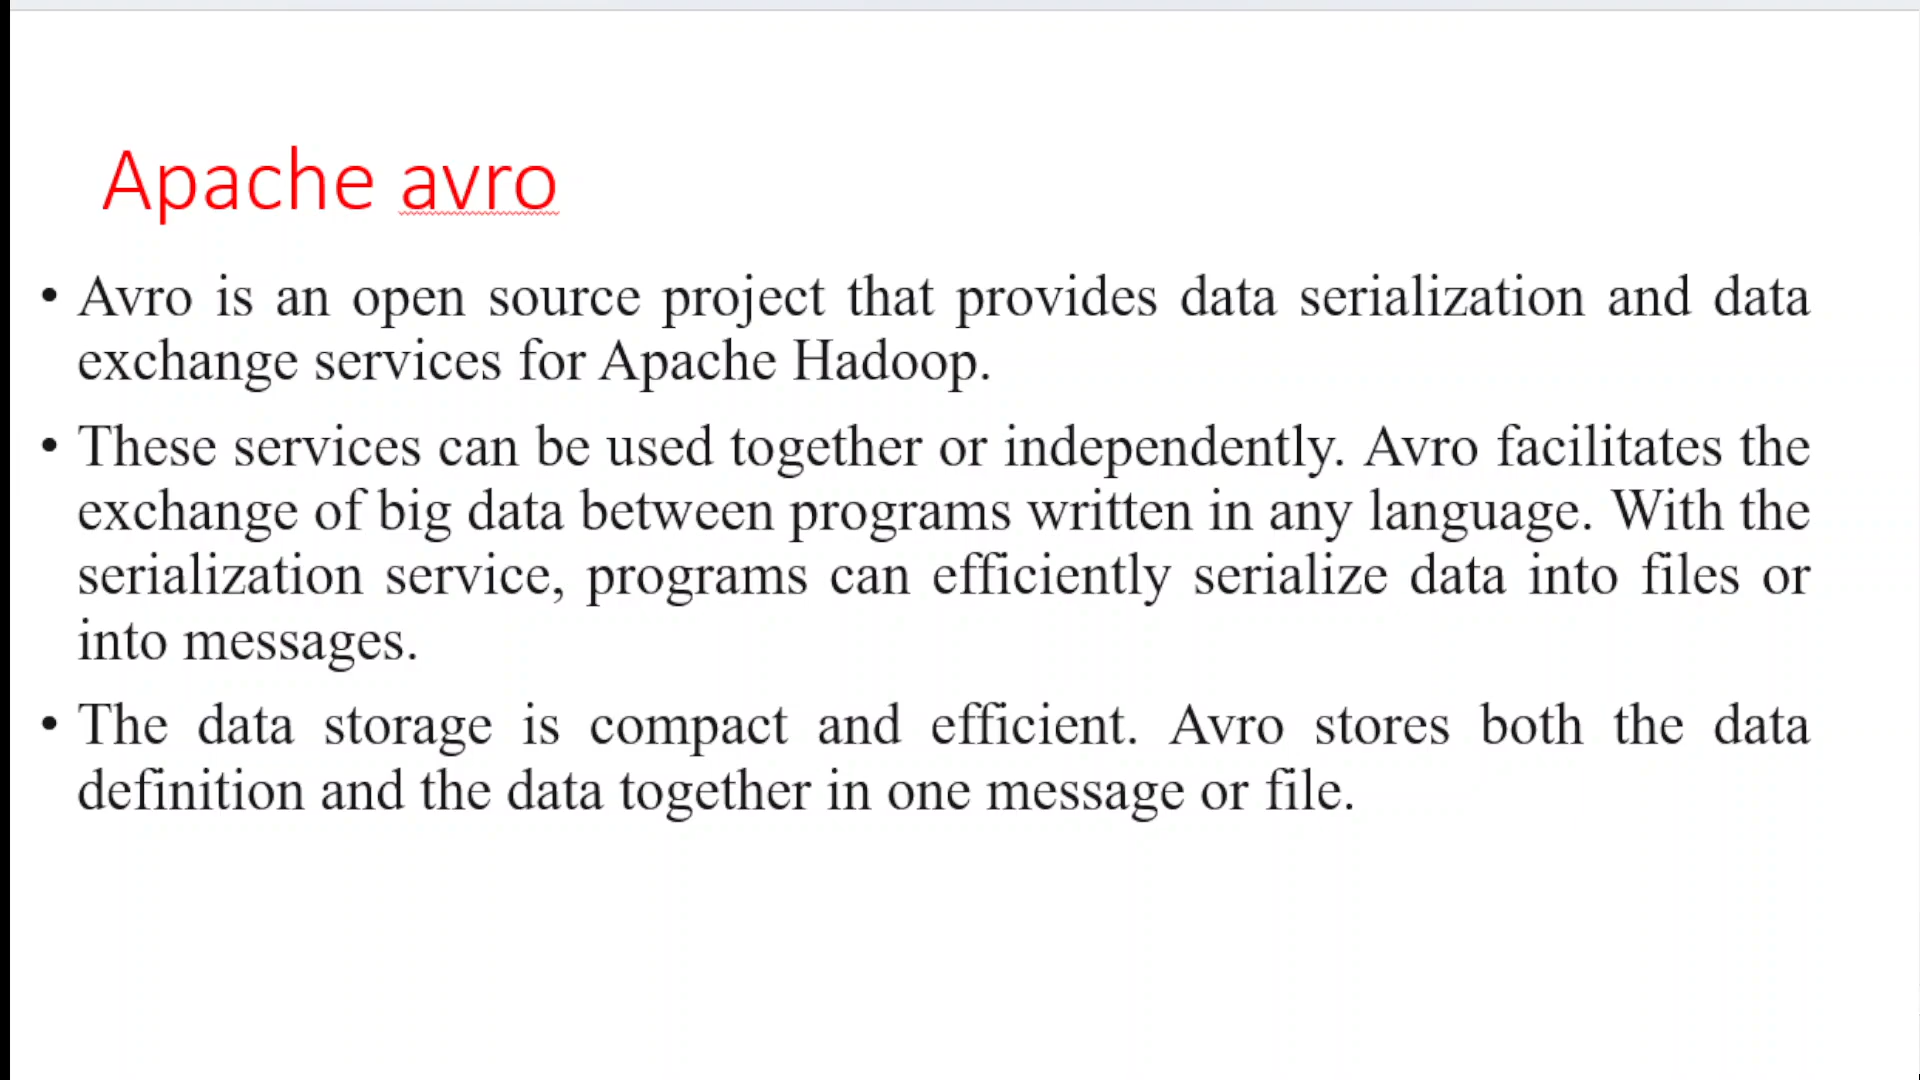 Apache avro
• Avro is an open source project that provides data serialization and data
exchange services for Apache Hadoop.
• These services can be used together or independently. Avro facilitates the
exchange of big data between programs written in any language. With the
serialization service, programs can efficiently serialize data into files or
into messages.
• The data storage is compact and efficient. Avro stores both the data
definition and the data together in one message or file.